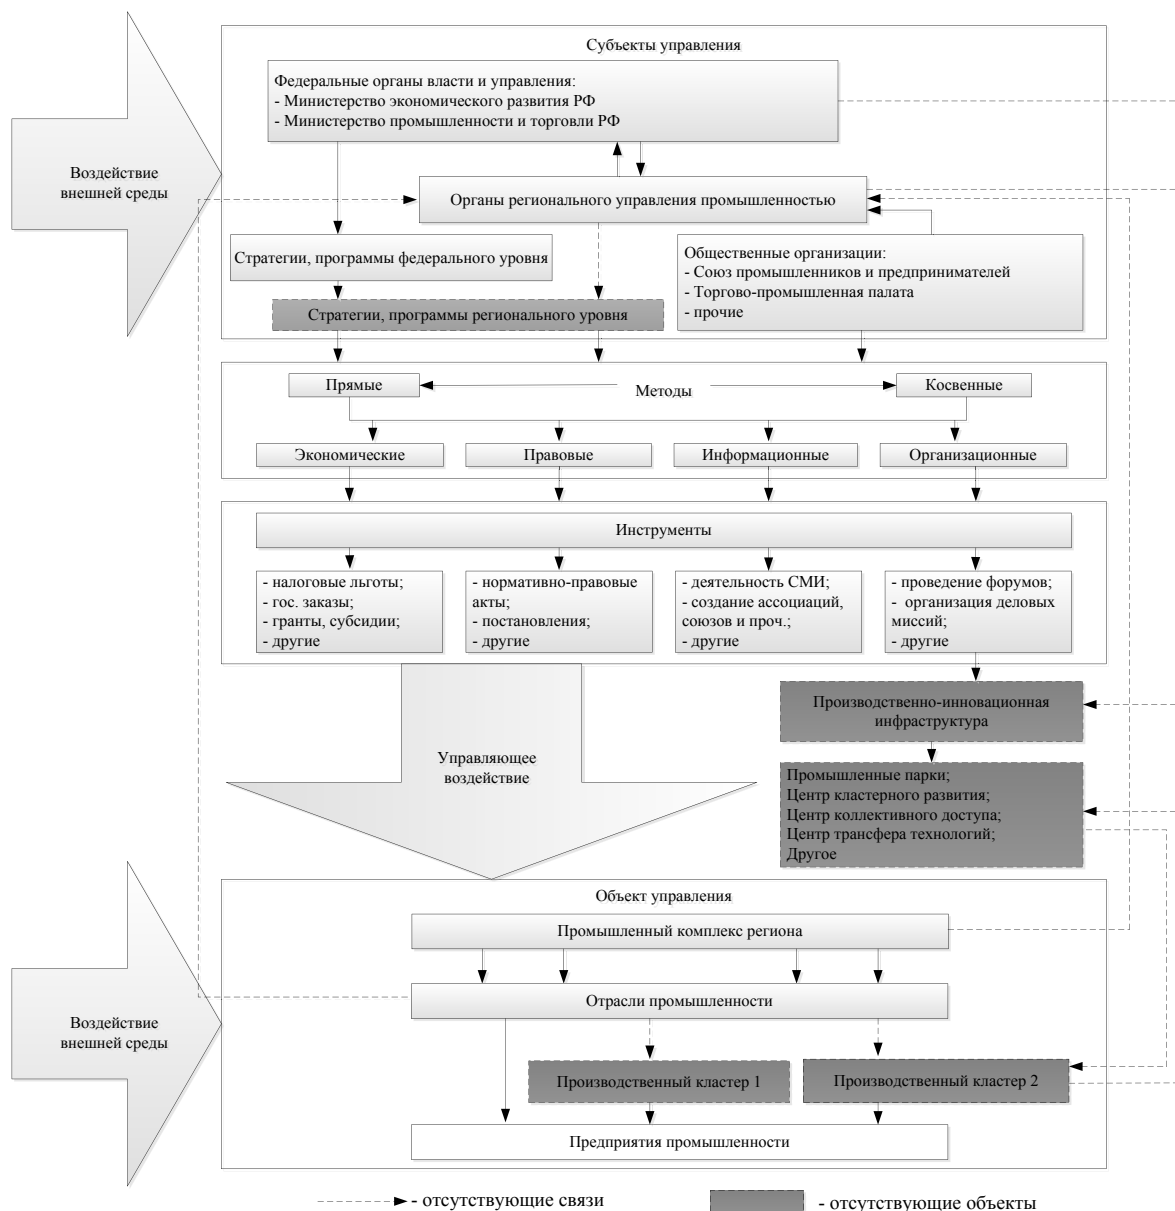 Субъекты управления
Федеральные органы власти и управления:
- Министерство экономического развития РФ
- Министерство промышленности и торговли РФ
Воздействие
внешней среды
Органы регионального управления промышленностью
Стратегии, программы федерального уровня
Общественные организации:
- Союз промышленников и предпринимателей
- Торгово-промышленная палата
- прочие
Стратегии, программы регионального уровня
Прямые
Методы
Косвенные
Экономические
Правовые
Информационные
Организационные
Инструменты
- налоговые льготы;
- гос. заказы;
- гранты, субсидии;
- другие
- нормативно-правовые
акты;
- постановления;
- другие
- деятельность СМИ;
- создание ассоциаций,
союзов и проч.;
- другие
- проведение форумов;
- организация деловых
миссий;
- другие
Производственно-инновационная
инфраструктура
Управляющее
воздействие
Промышленные парки;
Центр кластерного развития;
Центр коллективного доступа;
Центр трансфера технологий;
Другое
Объект управления
Промышленный комплекс региона
Отрасли промышленности
Воздействие
внешней среды
Производственный кластер 1
Производственный кластер 2
Предприятия промышленности
- отсутствующие связи
- отсутствующие объекты